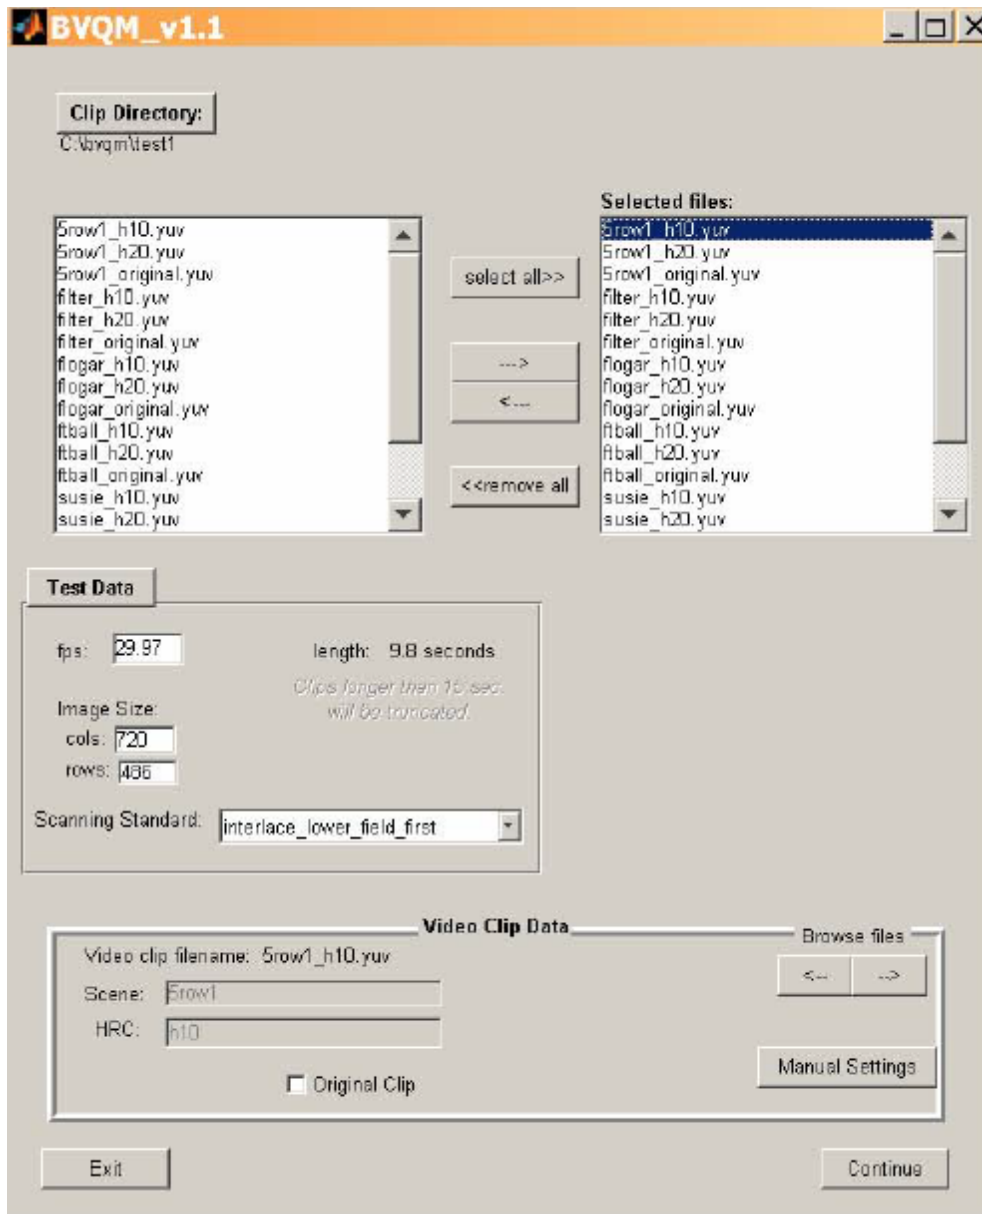 BVQM_v1.1
Clip Directory:
C:\bvqm\test1
Selected files:
5row1_h10.yuv
5row1_h20.yuv
5row1_original.yuv
filter_h10.yuv
filter_h20.yuv
filter_original.yuv
flogar_h10.yuv
flogar_h20.yuv
flogar_original.yuv
ftball_h10.yuv
ftball_h20.yuv
ftball_original.yuv
susie_h10.yuv
susie_h20.yuv
select all>>
--->
<---
<<remove all
5row1_h10.yuv
5row1_h20.yuv
5row1_original.yuv
filter_h10.yuv
filter_h20.yuv
filter_original.yuv
flogar_h10.yuv
flogar_h20.yuv
flogar_original.yuv
ftball_h10.yuv
ftball_h20.yuv
ftball_original.yuv
susie_h10.yuv
susie_h20.yuv
Test Data
fps: 29.97
length: 9.8 seconds
Clips longer then 15 sec.
will be truncated.
Image Size:
cols: 720
rows: 486
Scanning Standard: interlace_lower_field_first
Video Clip Data
Video clip filename: 5row1_h10.yuv
Browse files
<-- -->
Scene: 5row1
HRC: h10
Manual Settings
Original Clip
Exit
Continue